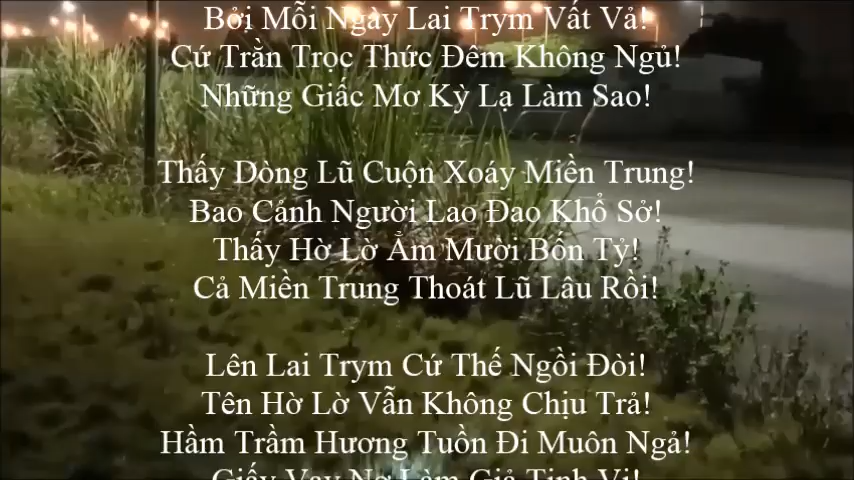 Bởi Mỗi Ngày Lai Trym Vất Vả!
Cứ Trằn Trọc Thức Đêm Không Ngủ!
Những Giấc Mơ Kỳ Lạ Làm Sao!
Thấy Dòng Lũ Cuộn Xoáy Miền Trung!
Bao Cảnh Người Lao Đao Khổ Sở!
Thấy Hờ Lờ Ẳm Mười Bốn Tỷ!
Cả Miền Trung Thoát Lũ Lâu Rồi!
Lên Lai Trym Cứ Thế Ngồi Đòi!
Tên Hờ Lờ Vẫn Không Chịu Trả!
Hầm Trầm Hương Tuồn Đi Muôn Ngả!
Giấy Vay Nợ Làm Giả Tinh Vi!